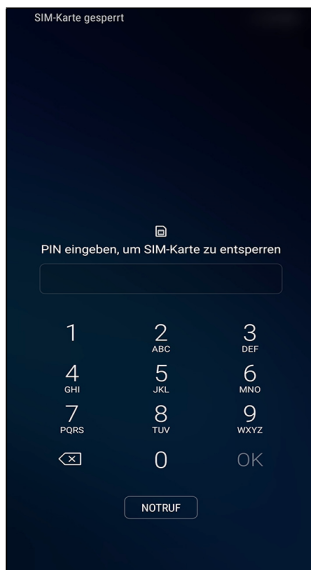 SIM-Karte gesperrt
PIN eingeben, um SIM-Karte zu entsperren
1 2 3
ABC DEF
4 5 6
GHI JKL MNO
7 8 9
PQRS TUV WXYZ
0 OK
NOTRUF